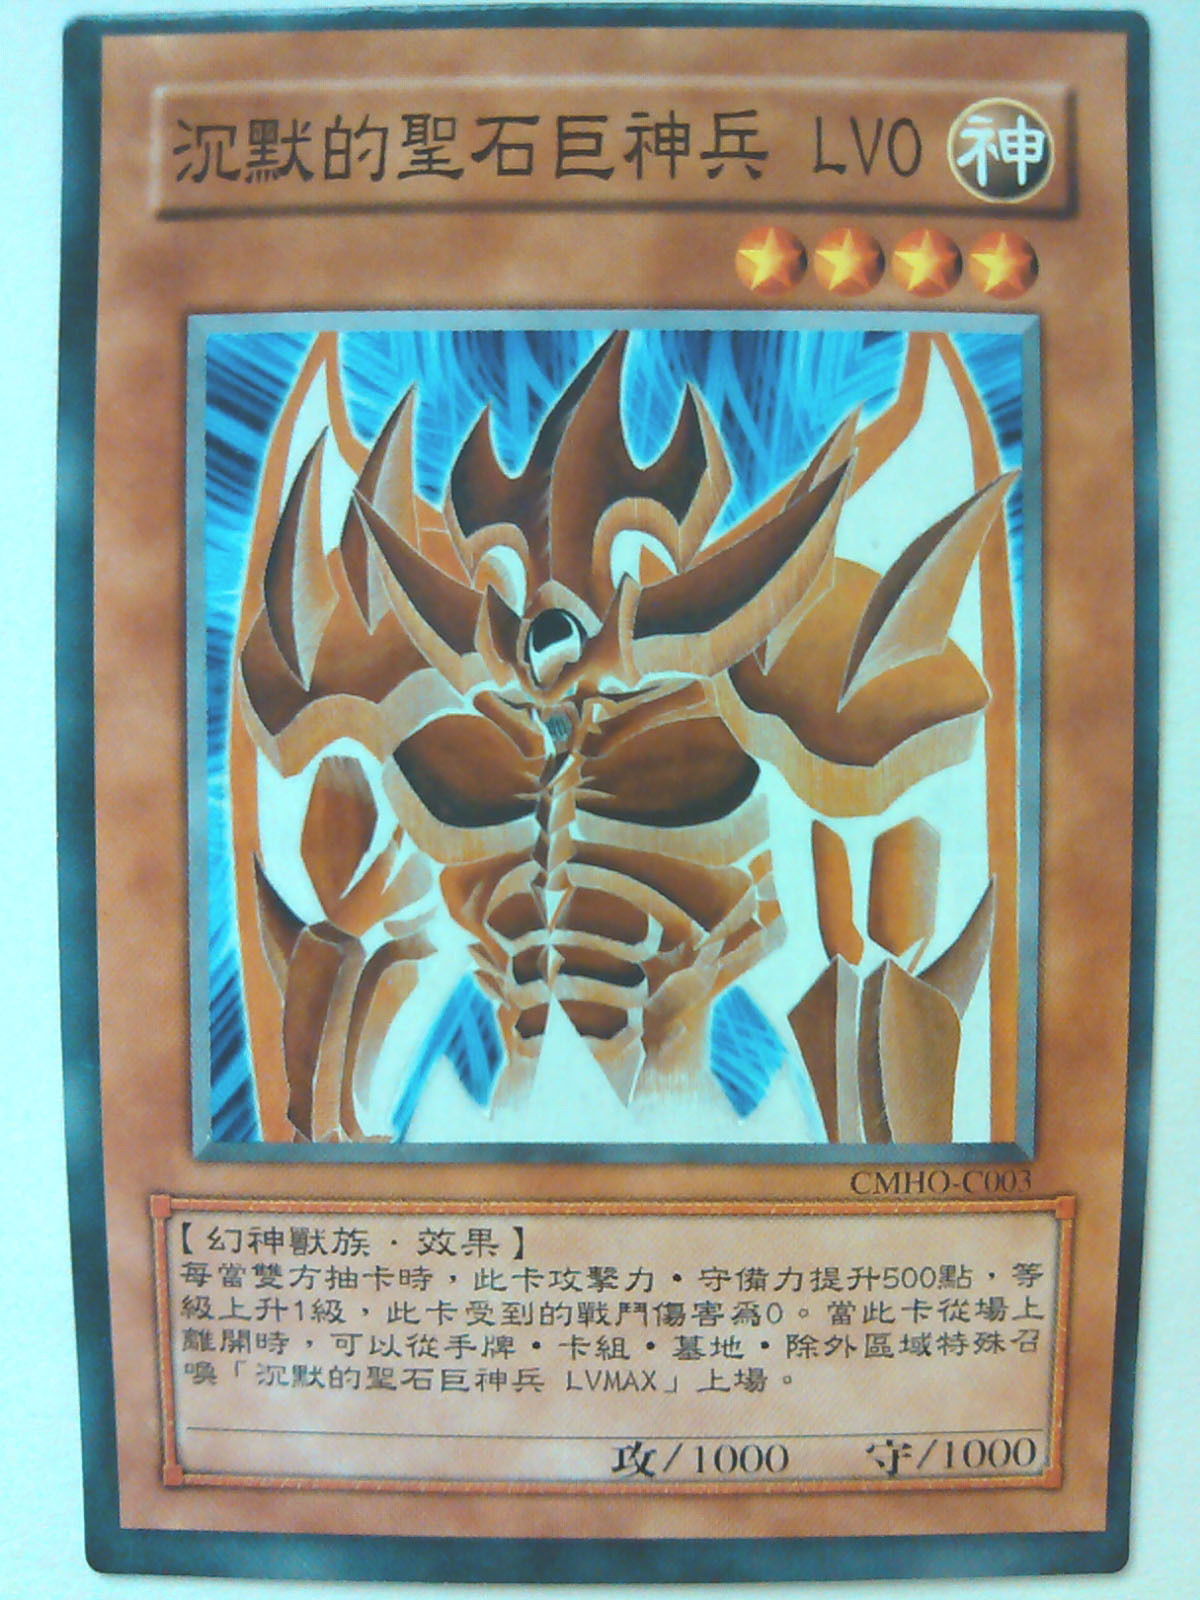 沉默的聖石巨神兵 LV0 神
CMHO-C003
【幻神獸族·效果】
每當雙方抽卡時，此卡攻擊力·守備力提升500點，等
級上升1級，此卡受到的戰鬥傷害為0。當此卡從場上
離開時，可以從手牌·卡組·墓地·除外區域特殊召
喚「沉默的聖石巨神兵 LVMAX」上場。
攻/1000 守/1000